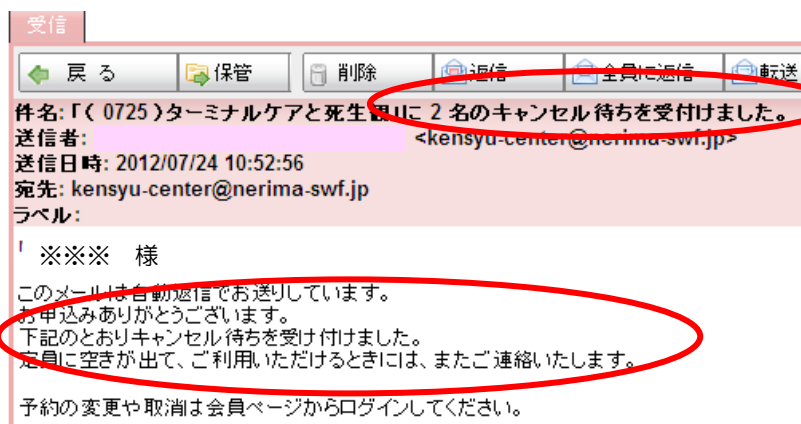 受信
戻る 保管 削除 返信 全員に返信 転送
件名:「( 0725 )ターミナルケアと死生観」に 2 名のキャンセル待ちを受付けました。
送信者: <kensyu-center@nerima-swf.jp>
送信日時: 2012/07/24 10:52:56
宛先: kensyu-center@nerima-swf.jp
ラベル:
※※※ 様
このメールは自動返信でお送りしています。
お申込みありがとうございます。
下記のとおりキャンセル待ちを受け付けました。
定員に空きが出て、ご利用いただけるときには、またご連絡いたします。
予約の変更や取消は会員ページからログインしてください。